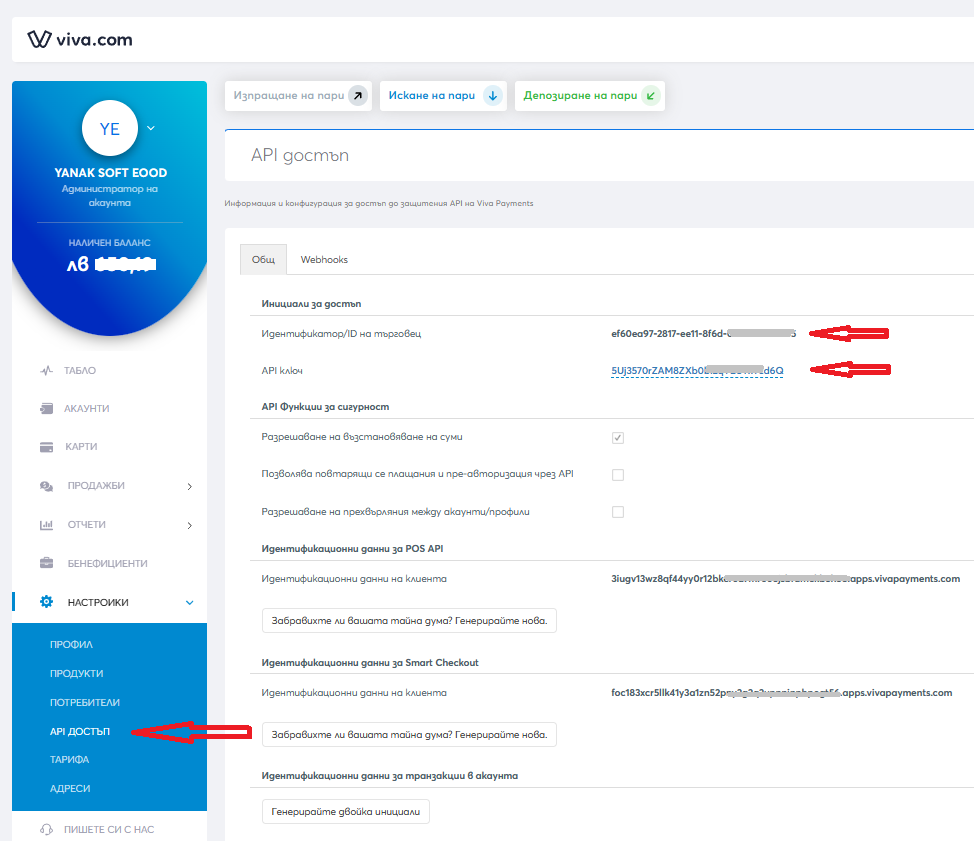 viva.com
YE
YANAK SOFT EOOD
Администратор на
акаунта
НАЛИЧЕН БАЛАНС
лв
ТАБЛО
АКАУНТИ
КАРТИ
ПРОДАЖБИ
ОТЧЕТИ
БЕНЕФИЦИЕНТИ
НАСТРОЙКИ
ПРОФИЛ
ПРОДУКТИ
ПОТРЕБИТЕЛИ
API ДОСТЪП
ТАРИФА
АДРЕСИ
ПИШЕТЕ СИ С НАС
Изпращане на пари
Искане на пари
Депозиране на пари
API достъп
Информация и конфигурация за достъп до защитения API на Viva Payments
Общ
Webhooks
Инициали за достъп
Идентификатор/ID на търговец
ef60ea97-2817-ee11-8f6d-
API ключ
5Uj3570rZAM8ZXb0
API Функции за сигурност
Разрешаване на възстановяване на суми
Позволява повтарящи се плащания и пре-авторизация чрез API
Разрешаване на прехвърляния между акаунти/профили
Идентификационни данни за POS API
Идентификационни данни на клиента
3iugv13wz8qf44yy0r12bk .apps.vivapayments.com
Забравихте ли вашата тайна дума? Генерирайте нова.
Идентификационни данни за Smart Checkout
Идентификационни данни на клиента
foc183xcr5llk41y3a1zn52p .apps.vivapayments.com
Забравихте ли вашата тайна дума? Генерирайте нова.
Идентификационни данни за транзакции в акаунта
Генерирайте двойка инициали